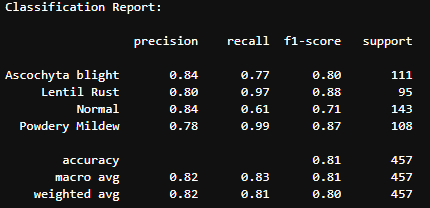 Classification Report:
precision recall f1-score support
Ascochyta blight 0.84 0.77 0.80 111
Lentil Rust 0.80 0.97 0.88 95
Normal 0.84 0.61 0.71 143
Powdery Mildew 0.78 0.99 0.87 108
accuracy 0.81 457
macro avg 0.82 0.83 0.81 457
weighted avg 0.82 0.81 0.80 457